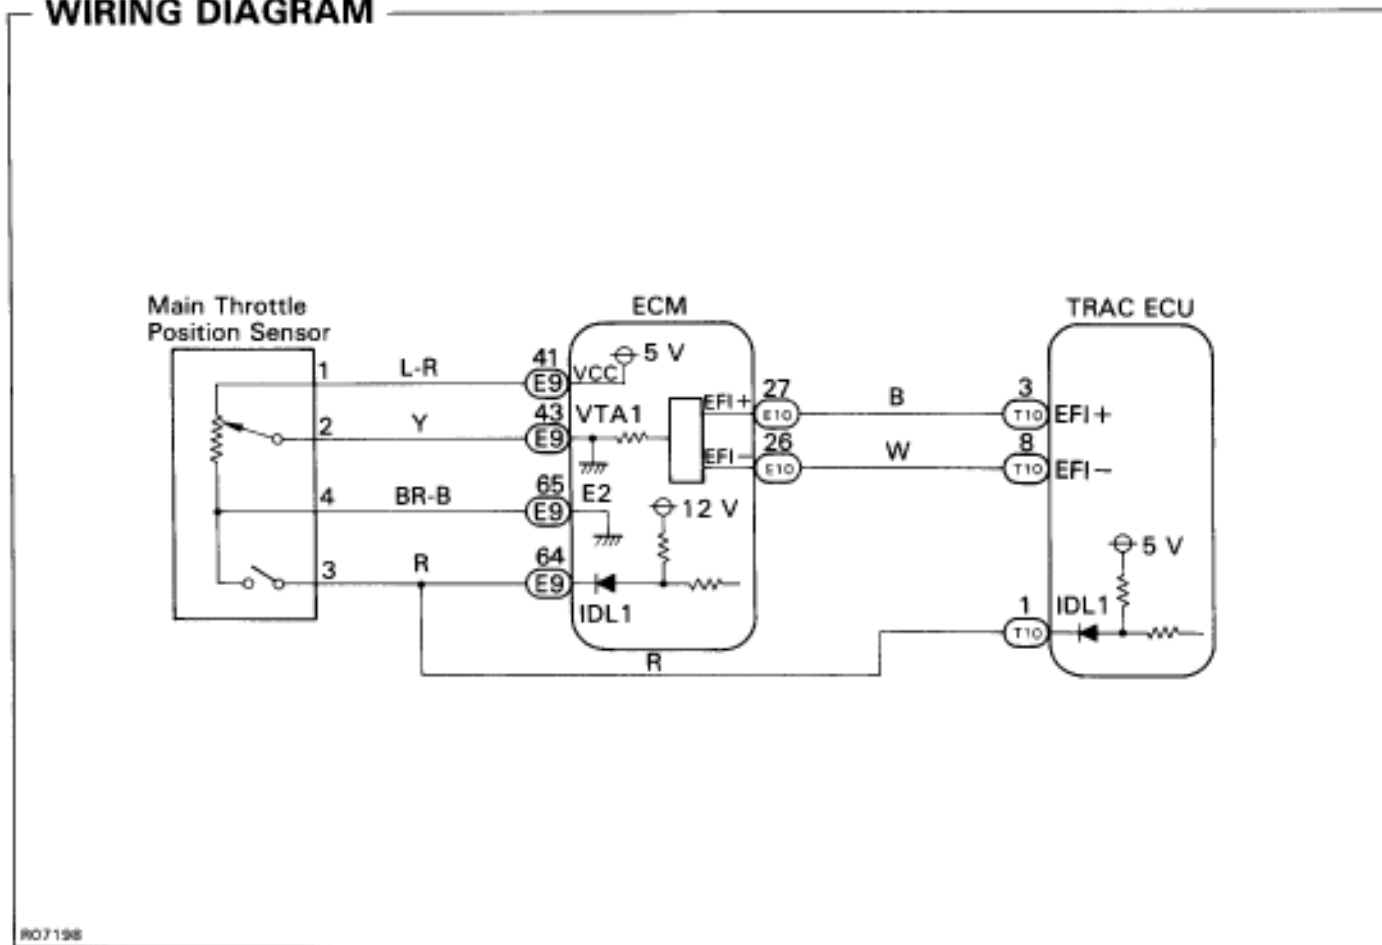 WIRING DIAGRAM
Main Throttle
Position Sensor
ECM
TRAC ECU
1
L-R
41
E9
VCC
5 V
2
Y
43
E9
VTA1
EFI+
27
E10
B
3
T10
EFI+
EFI-
26
E10
W
8
T10
EFI-
4
BR-B
65
E9
E2
12 V
3
R
64
E9
IDL1
5 V
1
T10
IDL1
R
R07198